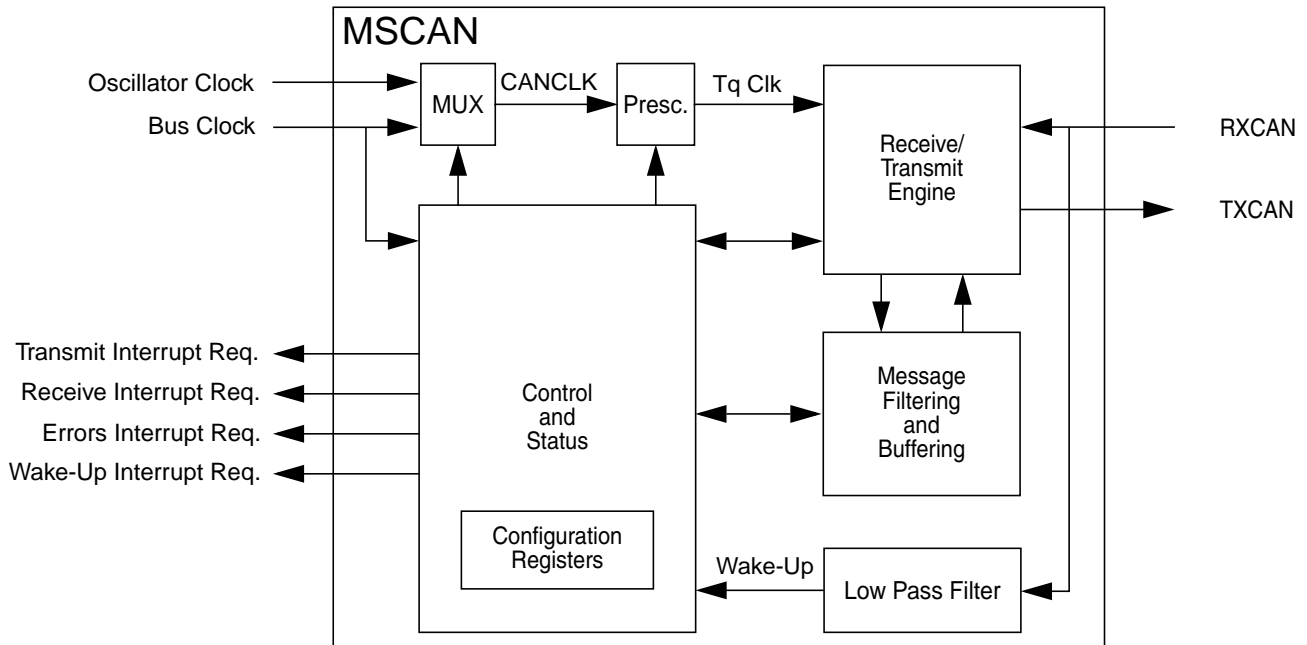 MSCAN
Oscillator Clock
Bus Clock
MUX
CANCLK
Presc.
Tq Clk
Receive/
Transmit
Engine
RXCAN
TXCAN
Transmit Interrupt Req.
Receive Interrupt Req.
Errors Interrupt Req.
Wake-Up Interrupt Req.
Control
and
Status
Message
Filtering
and
Buffering
Configuration
Registers
Wake-Up
Low Pass Filter